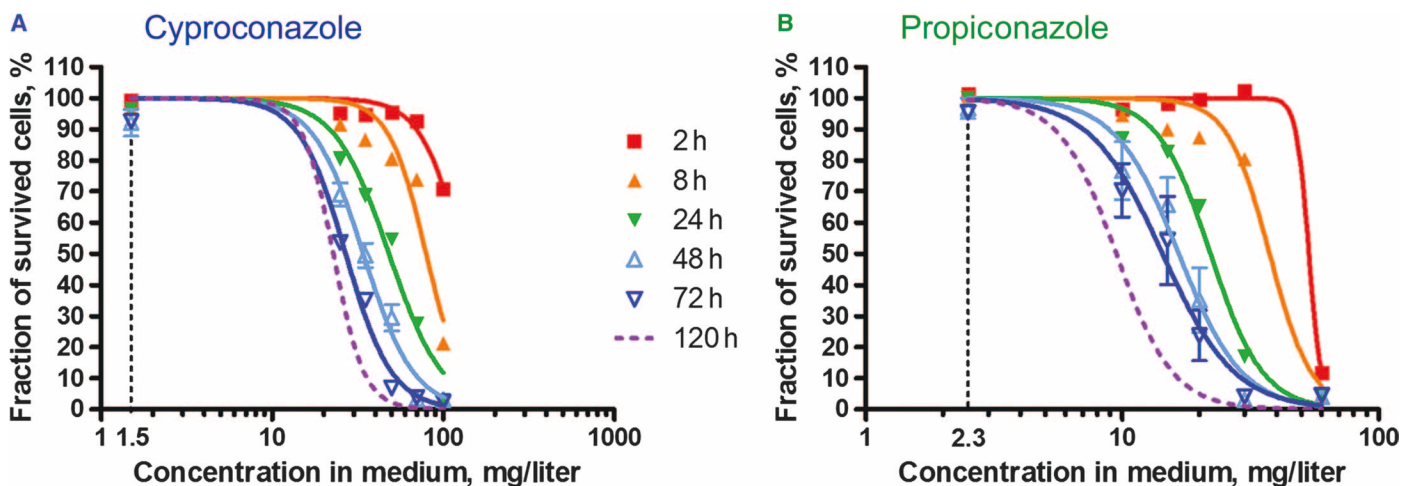 A Cyproconazole
Fraction of survived cells, %
110
100
90
80
70
60
50
40
30
20
10
0
1 1.5 10 100 1000
Concentration in medium, mg/liter
2 h
8 h
24 h
48 h
72 h
120 h
B Propiconazole
Fraction of survived cells, %
110
100
90
80
70
60
50
40
30
20
10
0
1 2.3 10 100
Concentration in medium, mg/liter